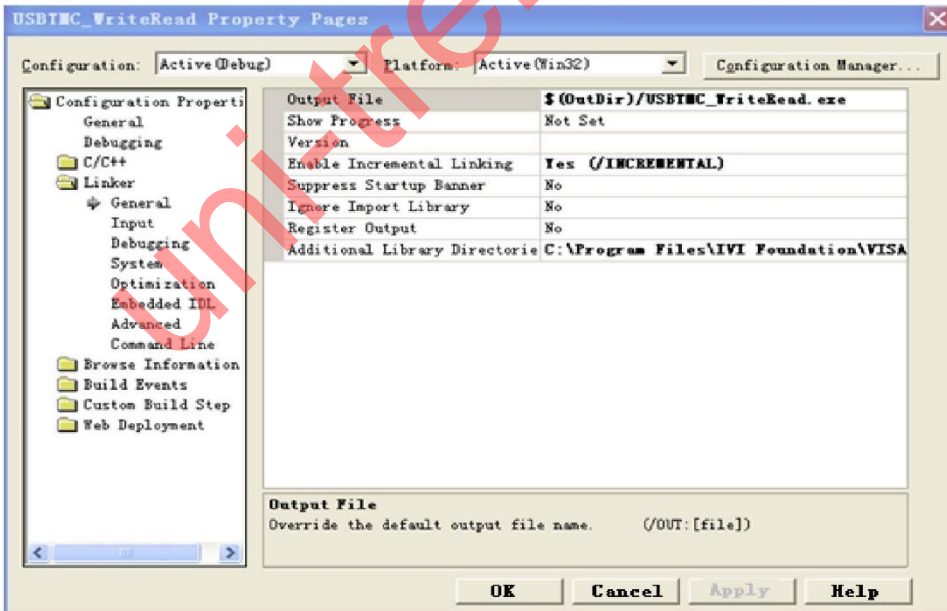 USBTMC_WriteRead Property Pages
Configuration: Active(Debug) Platform: Active(Win32) Configuration Manager...
Configuration Properti
General
Debugging
C/C++
Linker
General
Input
Debugging
System
Optimization
Embedded IDL
Advanced
Command Line
Browse Information
Build Events
Custom Build Step
Web Deployment
Output File $(OutDir)/USBTMC_WriteRead.exe
Show Progress Not Set
Version
Enable Incremental Linking Yes (/INCREMENTAL)
Suppress Startup Banner No
Ignore Import Library No
Register Output No
Additional Library Directorie C:\Program Files\IVI Foundation\VISA
Output File
Override the default output file name. (/OUT:[file])
OK Cancel Apply Help
uni-tre